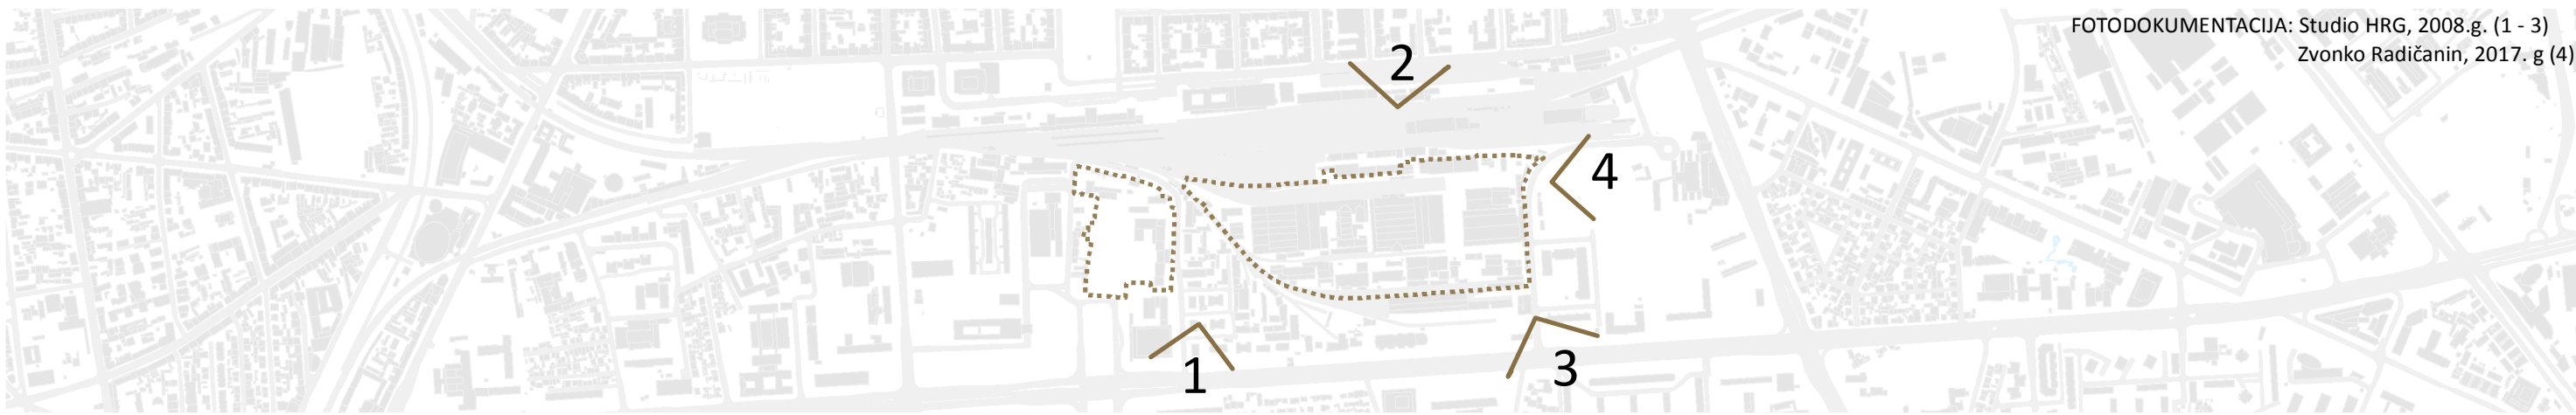 FOTODOKUMENTACIJA: Studio HRG, 2008.g. (1 - 3)
Zvonko Radičanin, 2017. g (4)
2
4
1
3